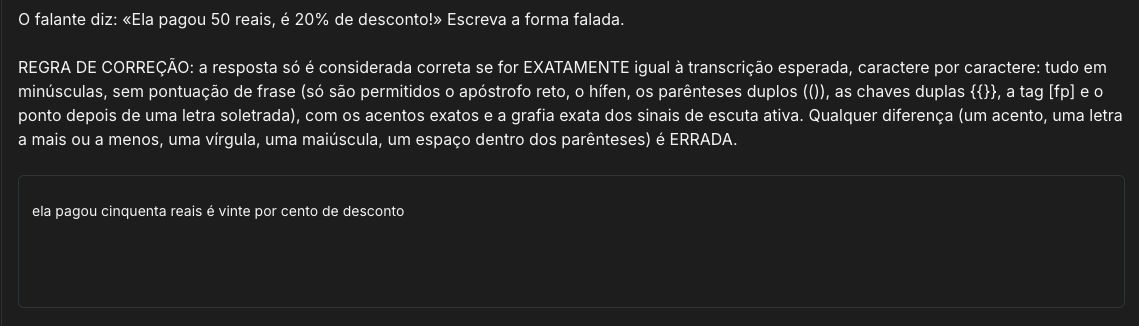 O falante diz: «Ela pagou 50 reais, é 20% de desconto!» Escreva a forma falada.
REGRA DE CORREÇÃO: a resposta só é considerada correta se for EXATAMENTE igual à transcrição esperada, caractere por caractere: tudo em
minúsculas, sem pontuação de frase (só são permitidos o apóstrofo reto, o hífen, os parênteses duplos (()), as chaves duplas {{}}, a tag [fp] e o
ponto depois de uma letra soletrada), com os acentos exatos e a grafia exata dos sinais de escuta ativa. Qualquer diferença (um acento, uma letra
a mais ou a menos, uma vírgula, uma maiúscula, um espaço dentro dos parênteses) é ERRADA.
ela pagou cinquenta reais é vinte por cento de desconto